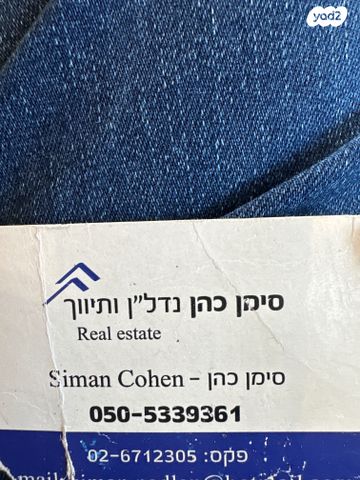 yad2
סימן כהן נדל"ן ותיווך
Real estate
Siman Cohen - סימן כהן
050-5339361
פקס: 02-6712305